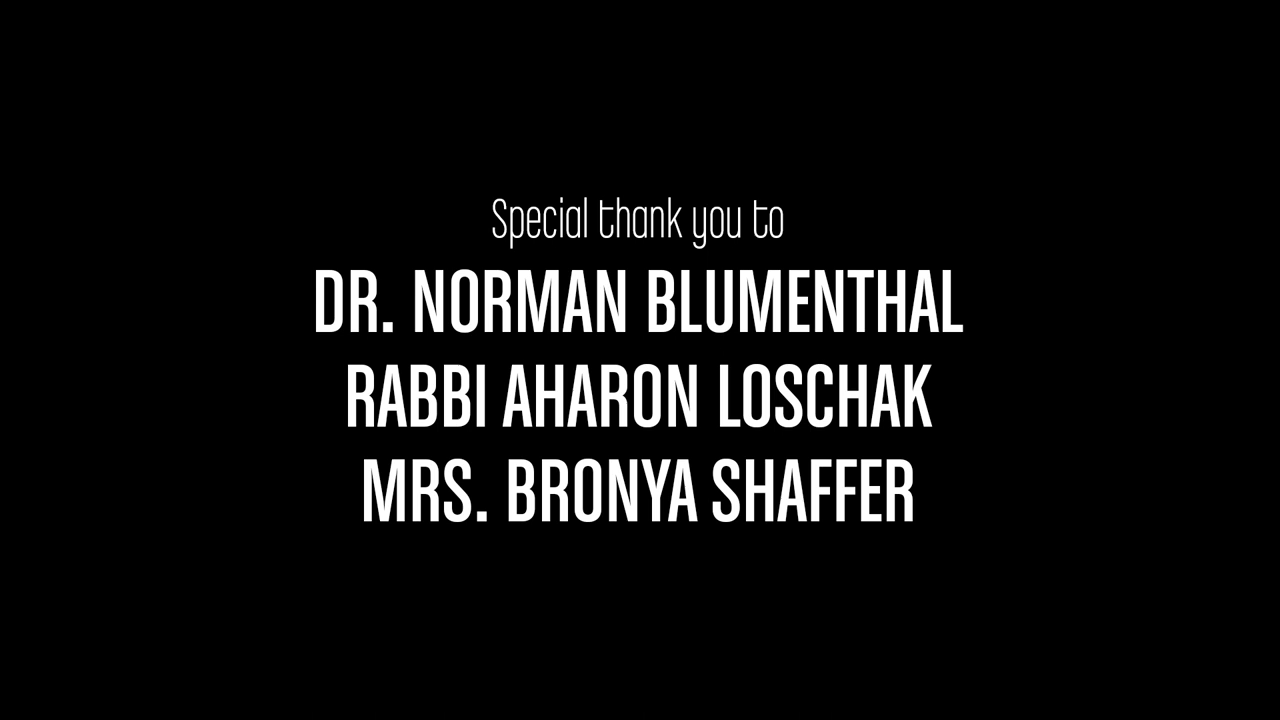 Special thank you to
DR. NORMAN BLUMENTHAL
RABBI AHARON LOSCHAK
MRS. BRONYA SHAFFER